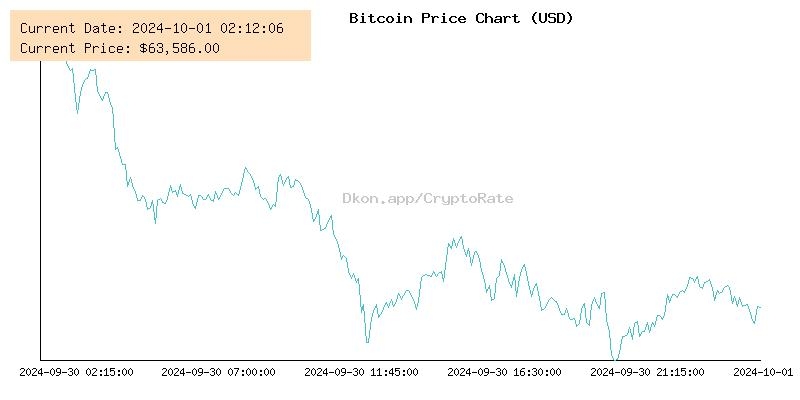 Bitcoin Price Chart (USD)
Current Date: 2024-10-01 02:12:06
Current Price: $63,586.00
Dkon.app/CryptoRate
2024-09-30 02:15:00 2024-09-30 07:00:00 2024-09-30 11:45:00 2024-09-30 16:30:00 2024-09-30 21:15:00 2024-10-01